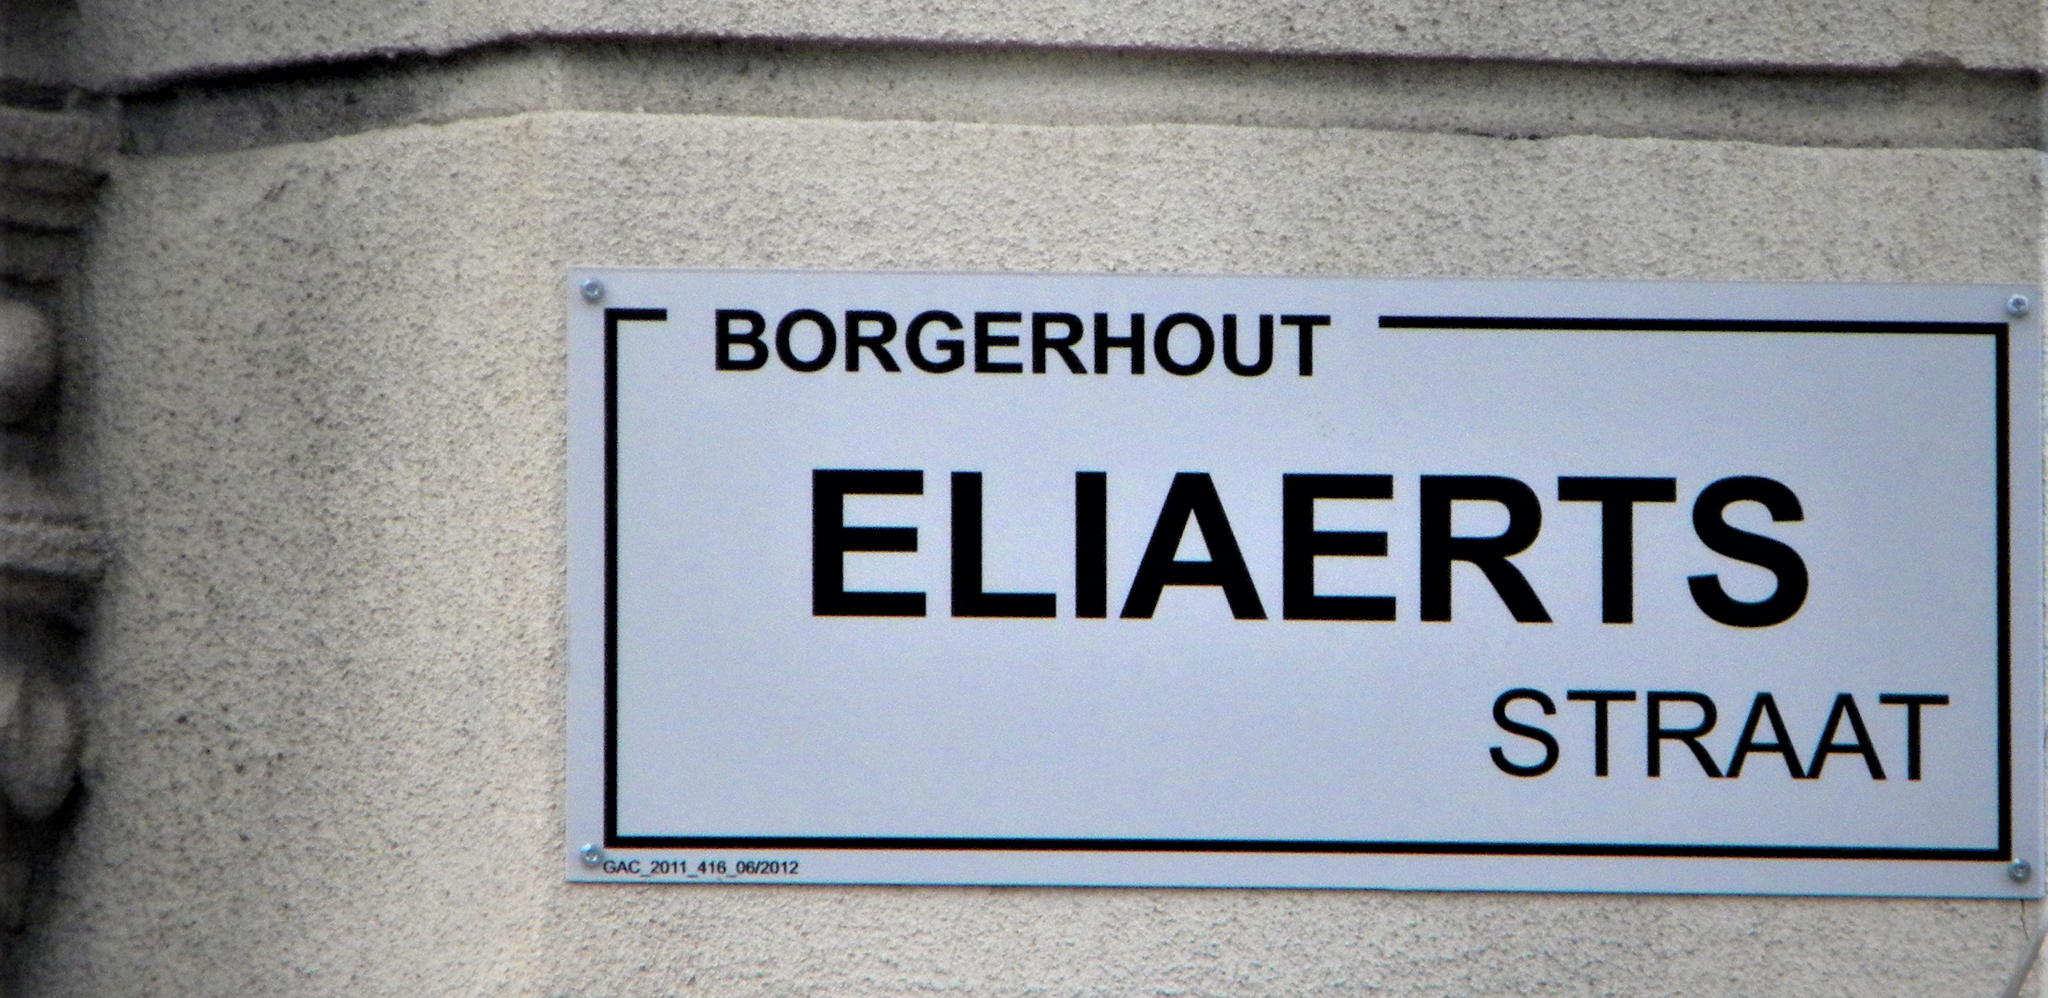 BORGERHOUT
ELIAERTS
STRAAT
GAC_2011_416_06/2012